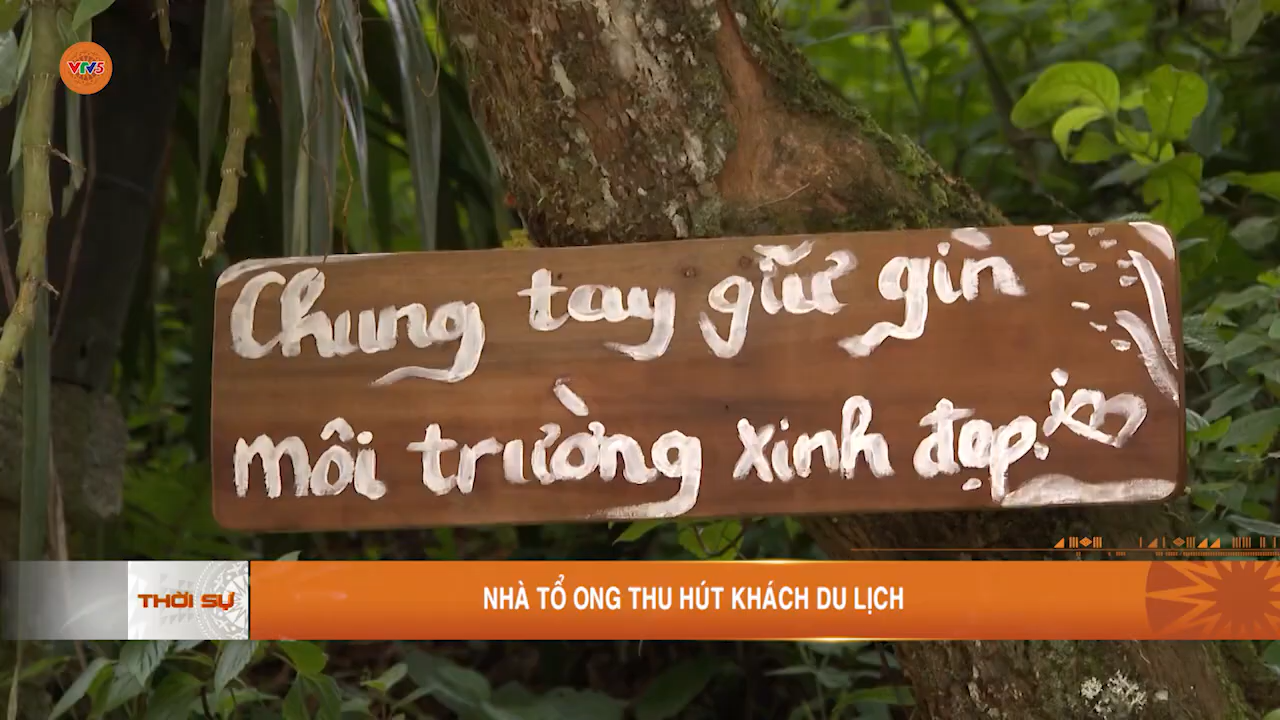 VTV5
Chung tay giữ gìn
môi trường xinh đẹp!
THỜI SỰ
NHÀ TỔ ONG THU HÚT KHÁCH DU LỊCH